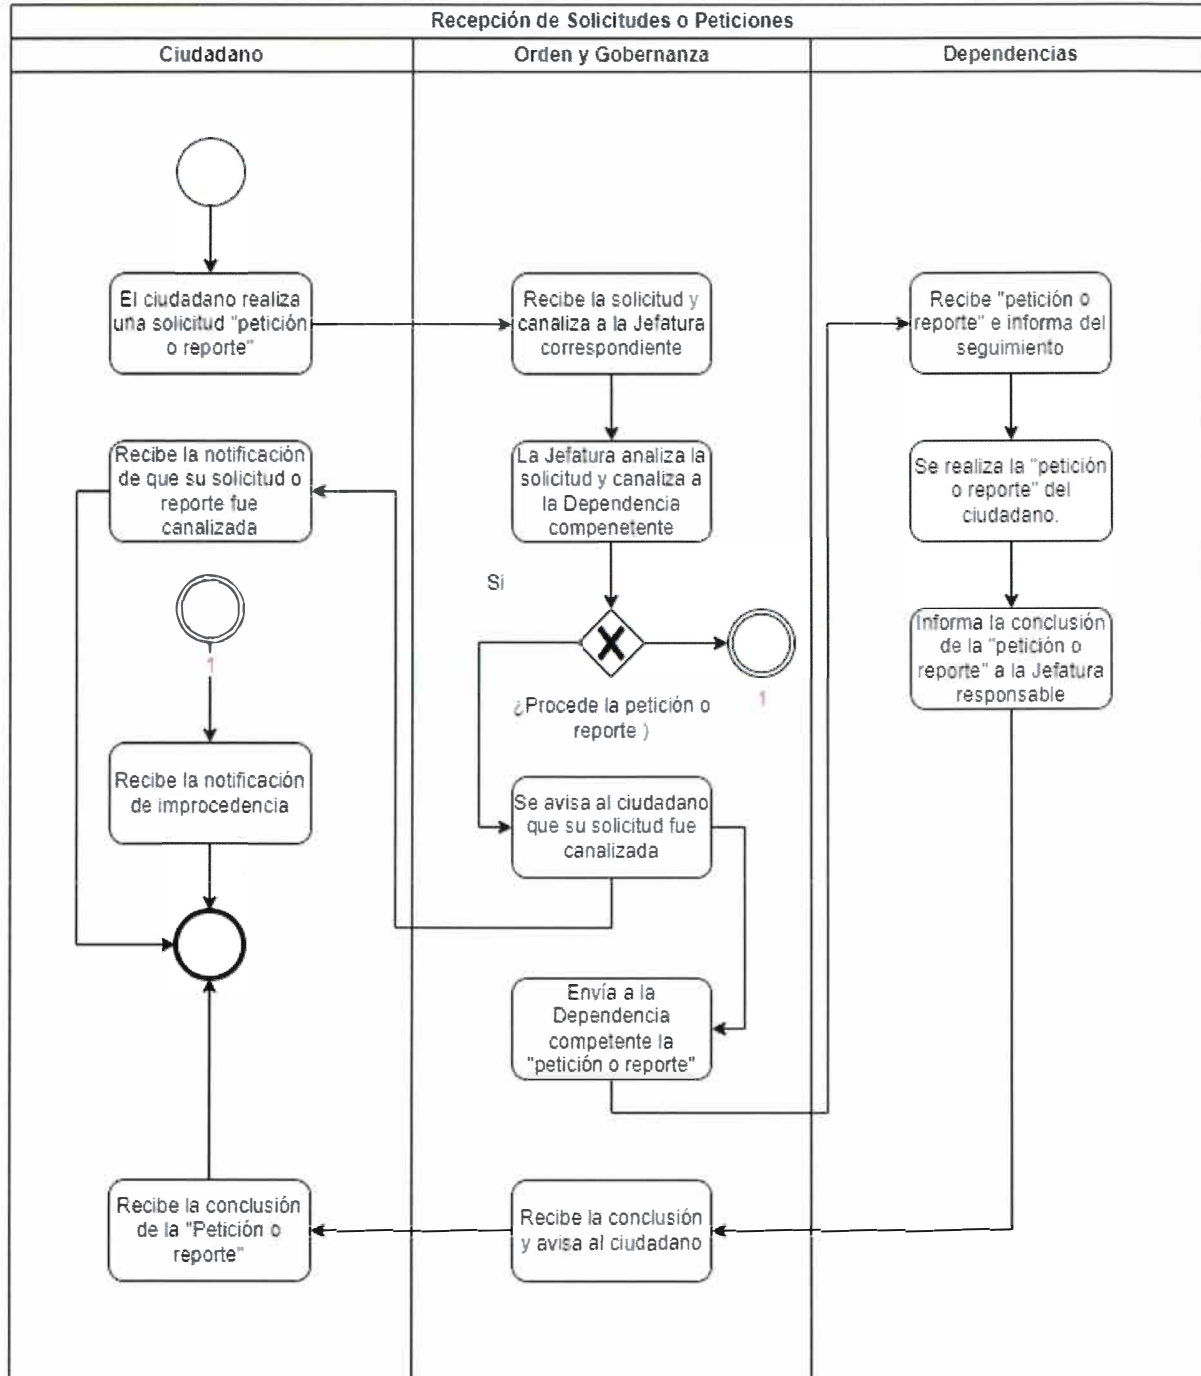 Recepción de Solicitudes o Peticiones
Ciudadano
Orden y Gobernanza
Dependencias
El ciudadano realiza
una solicitud "petición
o reporte"
Recibe la solicitud y
canaliza a la Jefatura
correspondiente
Recibe "petición o
reporte" e informa del
seguimiento
Recibe la notificación
de que su solicitud o
reporte fue
canalizada
La Jefatura analiza la
solicitud y canaliza a
la Dependencia
compenetente
Se realiza la "petición
o reporte" del
ciudadano.
Si
1
¿Procede la petición o
reporte )
1
Informa la conclusión
de la "petición o
reporte" a la Jefatura
responsable
Recibe la notificación
de improcedencia
Se avisa al ciudadano
que su solicitud fue
canalizada
Envía a la
Dependencia
competente la
"petición o reporte"
Recibe la conclusión
de la "Petición o
reporte"
Recibe la conclusión
y avisa al ciudadano